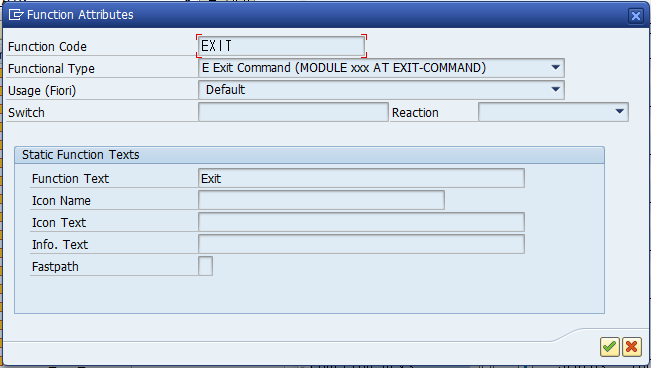 Function Attributes
Function Code EXIT
Functional Type E Exit Command (MODULE xxx AT EXIT-COMMAND)
Usage (Fiori) Default
Switch Reaction
Static Function Texts
Function Text Exit
Icon Name
Icon Text
Info. Text
Fastpath